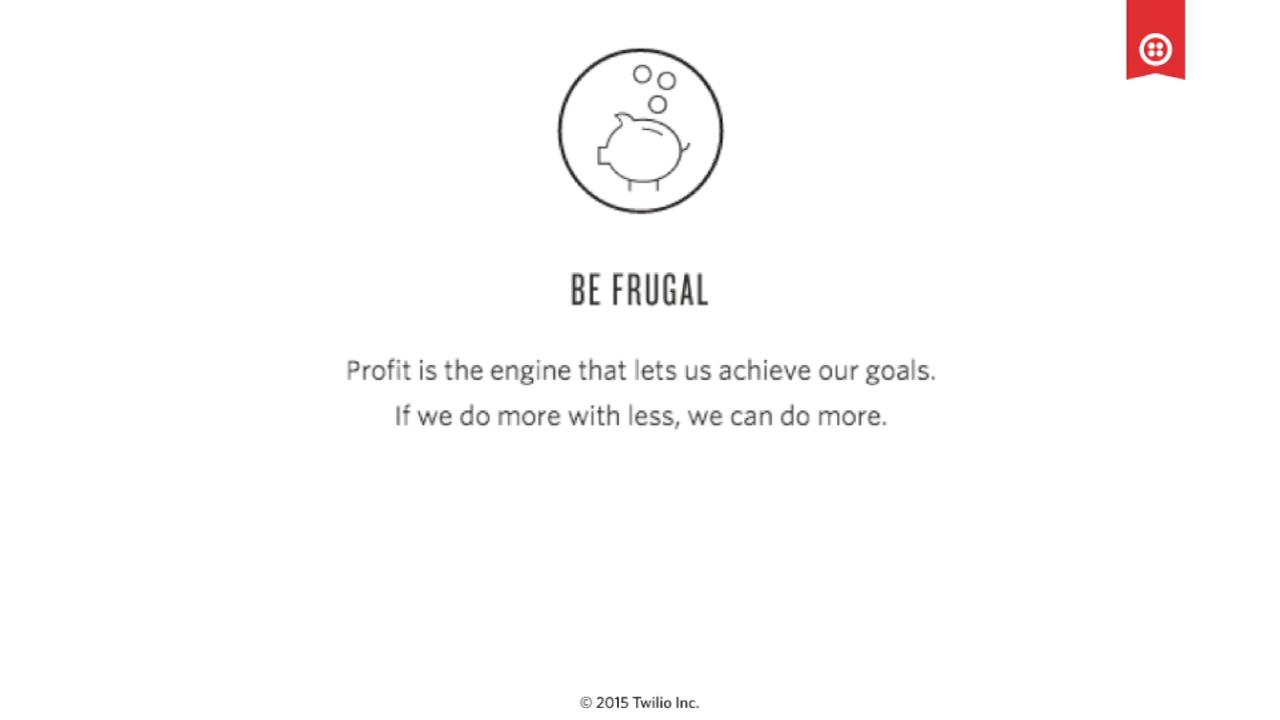 BE FRUGAL
Profit is the engine that lets us achieve our goals.
If we do more with less, we can do more.
© 2015 Twilio Inc.